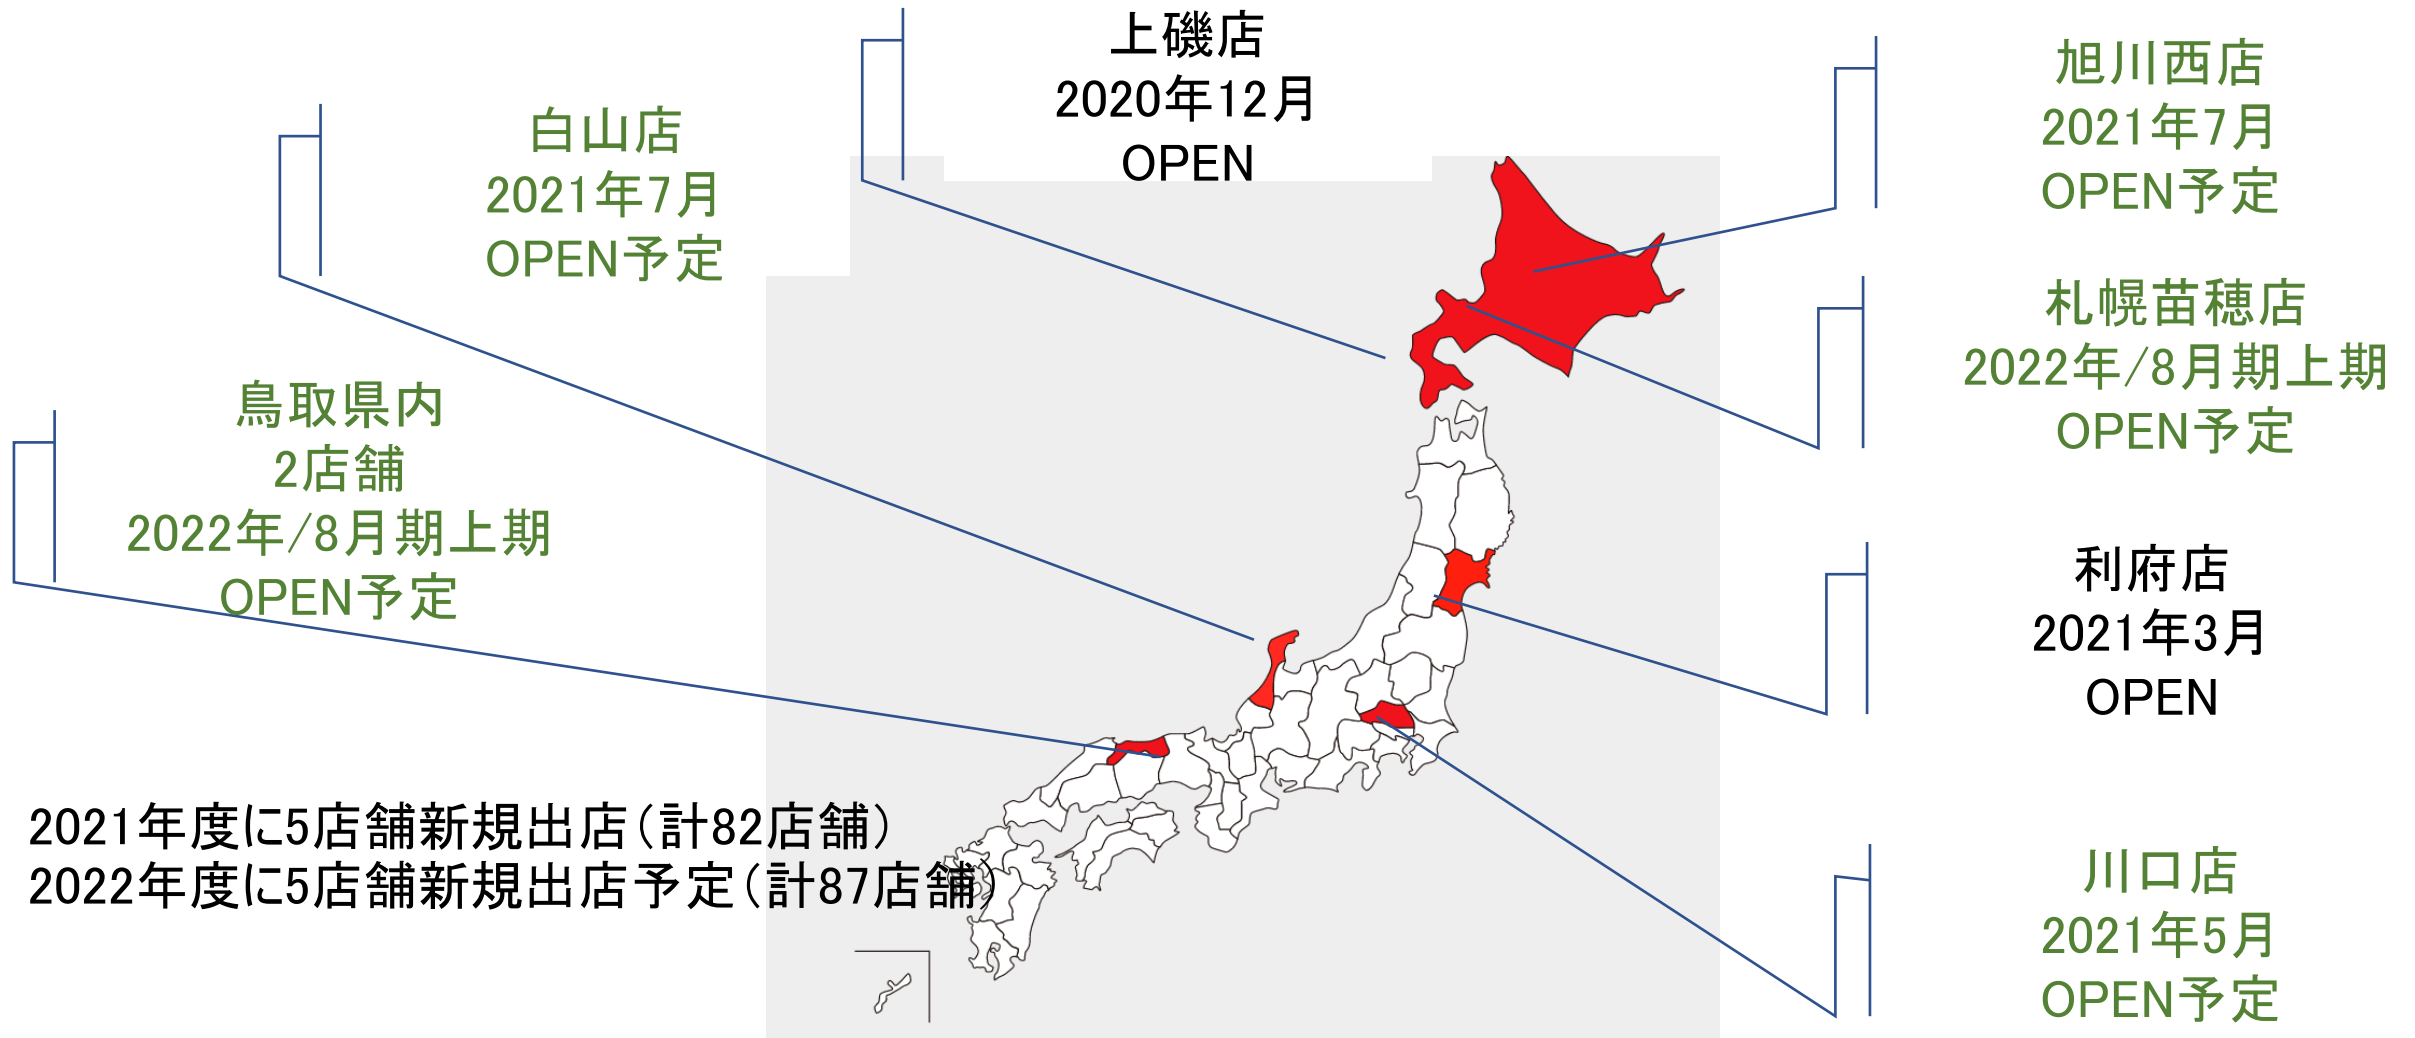 上磯店
2020年12月
OPEN
旭川西店
2021年7月
OPEN予定
白山店
2021年7月
OPEN予定
札幌苗穂店
2022年/8月期上期
OPEN予定
鳥取県内
2店舗
2022年/8月期上期
OPEN予定
利府店
2021年3月
OPEN
2021年度に5店舗新規出店(計82店舗)
2022年度に5店舗新規出店予定(計87店舗)
川口店
2021年5月
OPEN予定